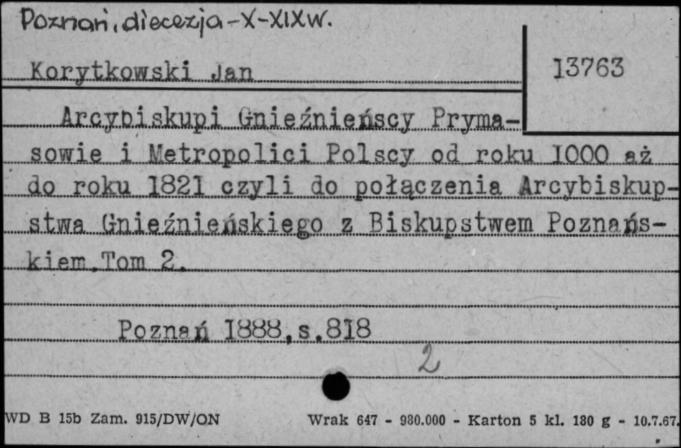 Poznań, diecezja-X-XIXw.
Korytkowski Jan
13763
Arcybiskupi Gnieźnieńscy Pryma-
sowie i Metropolici Polscy od roku 1000 aż
do roku 1821 czyli do połączenia Arcybiskup-
stwa Gnieźnieńskiego z Biskupstwem Poznańs-
kiem.Tom 2.
Poznań 1888,s.818
2
WD B 15b Zam. 915/DW/ON Wrak 647 - 980.000 - Karton 5 kl. 180 g - 10.7.67.